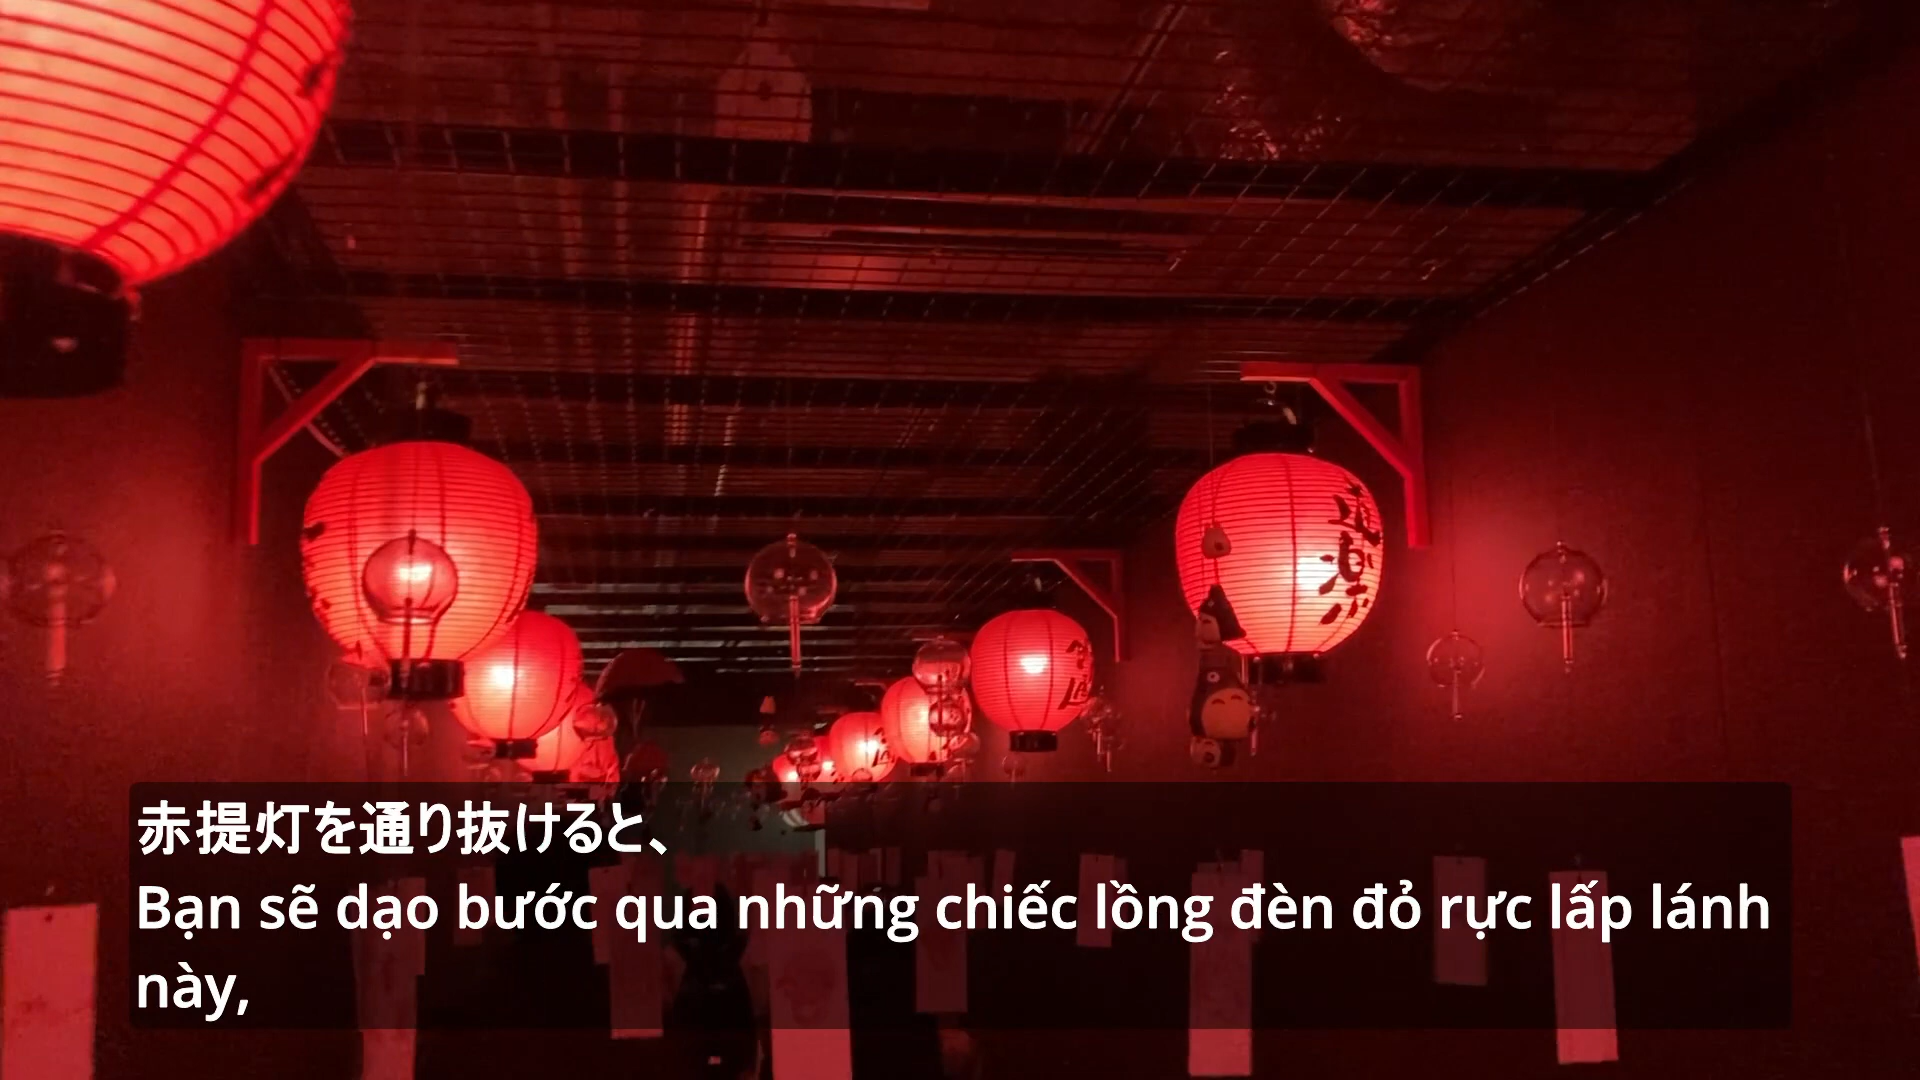 赤提灯を通り抜けると、
Bạn sẽ dạo bước qua những chiếc lồng đèn đỏ rực lấp lánh
này,